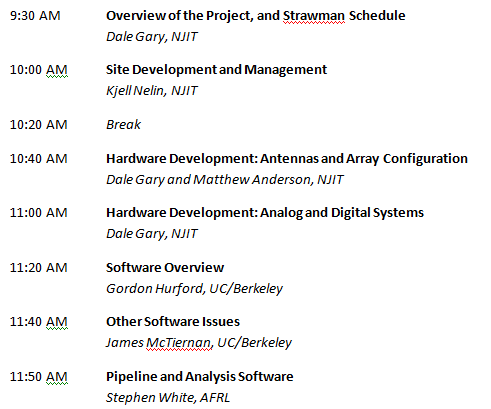 9:30 AM Overview of the Project, and Strawman Schedule
Dale Gary, NJIT
10:00 AM Site Development and Management
Kjell Nelin, NJIT
10:20 AM Break
10:40 AM Hardware Development: Antennas and Array Configuration
Dale Gary and Matthew Anderson, NJIT
11:00 AM Hardware Development: Analog and Digital Systems
Dale Gary, NJIT
11:20 AM Software Overview
Gordon Hurford, UC/Berkeley
11:40 AM Other Software Issues
James McTiernan, UC/Berkeley
11:50 AM Pipeline and Analysis Software
Stephen White, AFRL